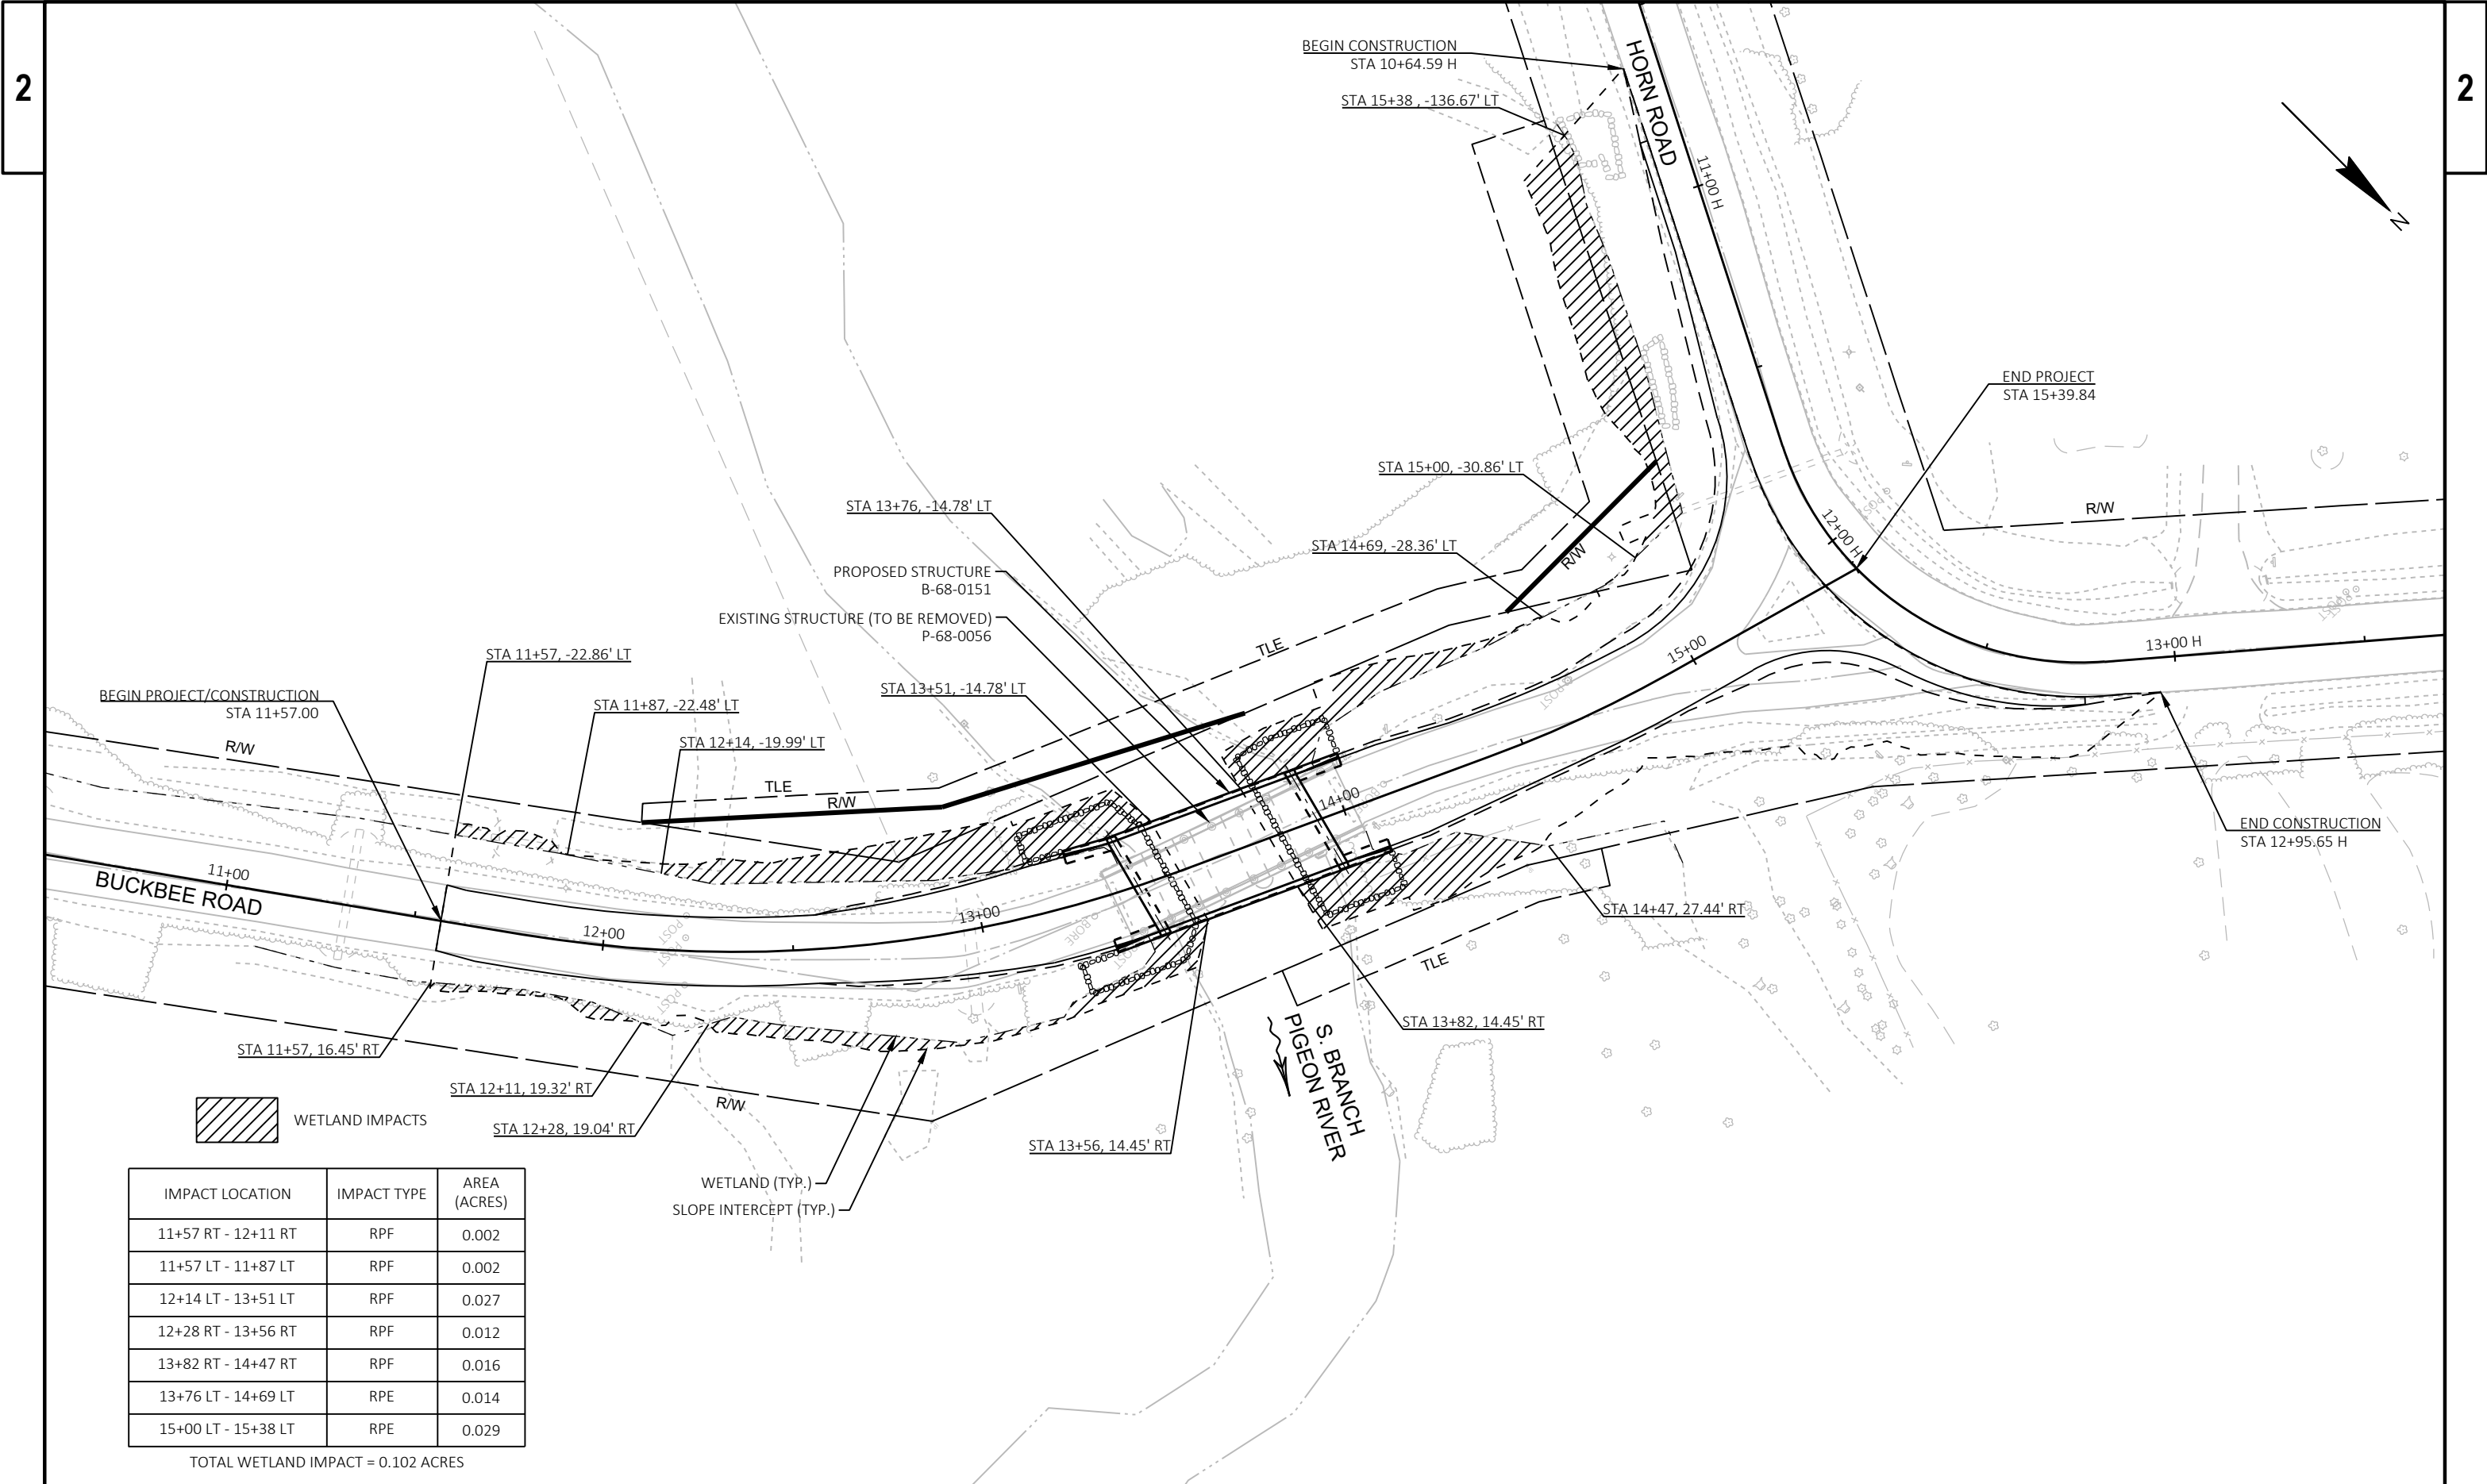 2
2
BEGIN CONSTRUCTION
STA 10+64.59 H
STA 15+38 , -136.67' LT
HORN ROAD
11+00 H
N
END PROJECT
STA 15+39.84
STA 15+00, -30.86' LT
STA 13+76, -14.78' LT
R/W
12+00 H
STA 14+69, -28.36' LT
R/W
PROPOSED STRUCTURE
B-68-0151
EXISTING STRUCTURE (TO BE REMOVED)
P-68-0056
POST
TLE
15+00
13+00 H
STA 11+57, -22.86' LT
STA 13+51, -14.78' LT
POST
BEGIN PROJECT/CONSTRUCTION
STA 11+57.00
STA 11+87, -22.48' LT
STA 12+14, -19.99' LT
R/W
TLE
R/W
14+00
END CONSTRUCTION
STA 12+95.65 H
11+00
BUCKBEE ROAD
12+00
13+00
BORE
POST
POST
POST
STA 14+47, 27.44' RT
TLE
STA 13+82, 14.45' RT
S. BRANCH
PIGEON RIVER
STA 11+57, 16.45' RT
STA 12+11, 19.32' RT
R/W
WETLAND IMPACTS
STA 12+28, 19.04' RT
STA 13+56, 14.45' RT
WETLAND (TYP.)
SLOPE INTERCEPT (TYP.)
IMPACT LOCATION IMPACT TYPE AREA (ACRES)
11+57 RT - 12+11 RT RPF 0.002
11+57 LT - 11+87 LT RPF 0.002
12+14 LT - 13+51 LT RPF 0.027
12+28 RT - 13+56 RT RPF 0.012
13+82 RT - 14+47 RT RPF 0.016
13+76 LT - 14+69 LT RPE 0.014
15+00 LT - 15+38 LT RPE 0.029
TOTAL WETLAND IMPACT = 0.102 ACRES